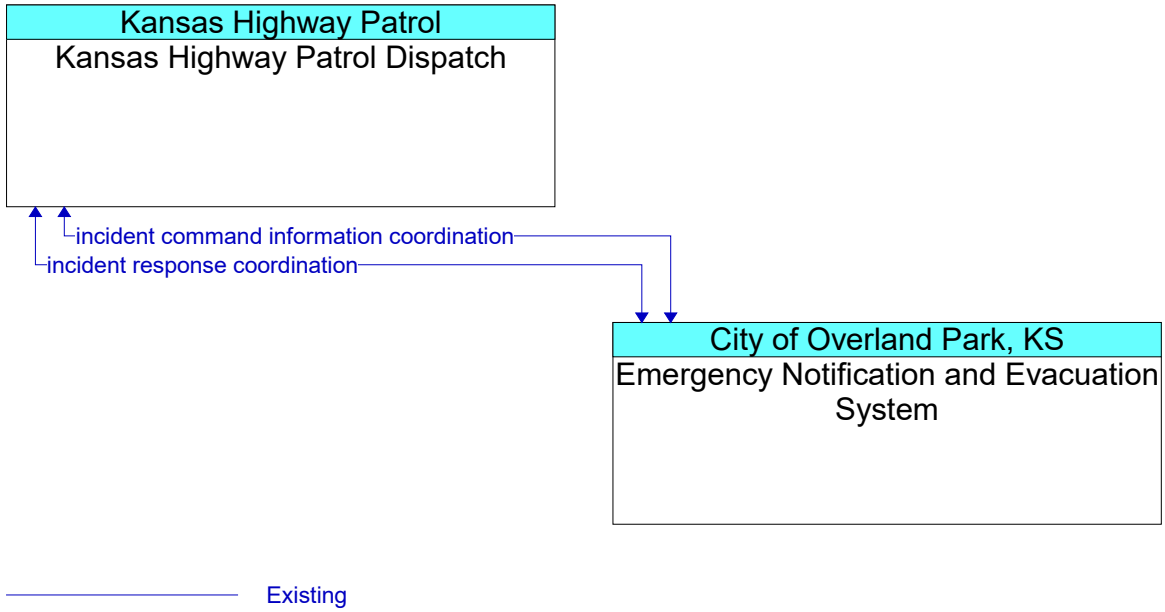 Kansas Highway Patrol
Kansas Highway Patrol Dispatch
incident command information coordination
incident response coordination
City of Overland Park, KS
Emergency Notification and Evacuation
System
Existing